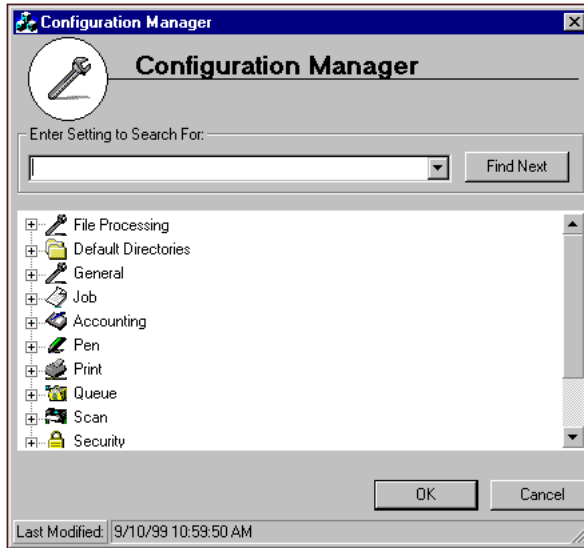 Configuration Manager
Configuration Manager
Enter Setting to Search For:
Find Next
File Processing
Default Directories
General
Job
Accounting
Pen
Print
Queue
Scan
Security
OK Cancel
Last Modified: 9/10/99 10:59:50 AM